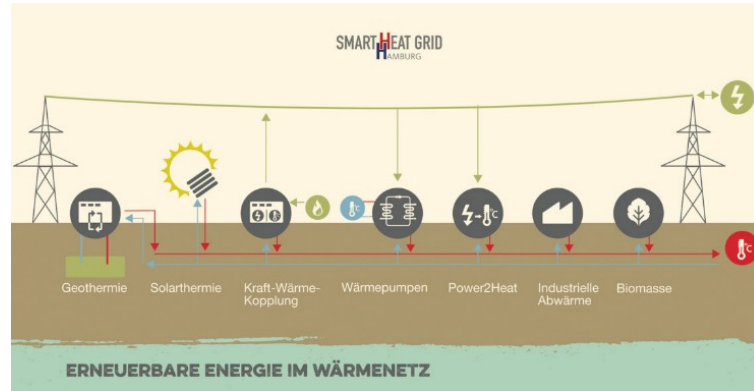 SMART HEAT GRID
HAMBURG
°C
°C
°C
Geothermie
Solarthermie
Kraft-Wärme-
Kopplung
Wärmepumpen
Power2Heat
Industrielle
Abwärme
Biomasse
ERNEUERBARE ENERGIE IM WÄRMENETZ